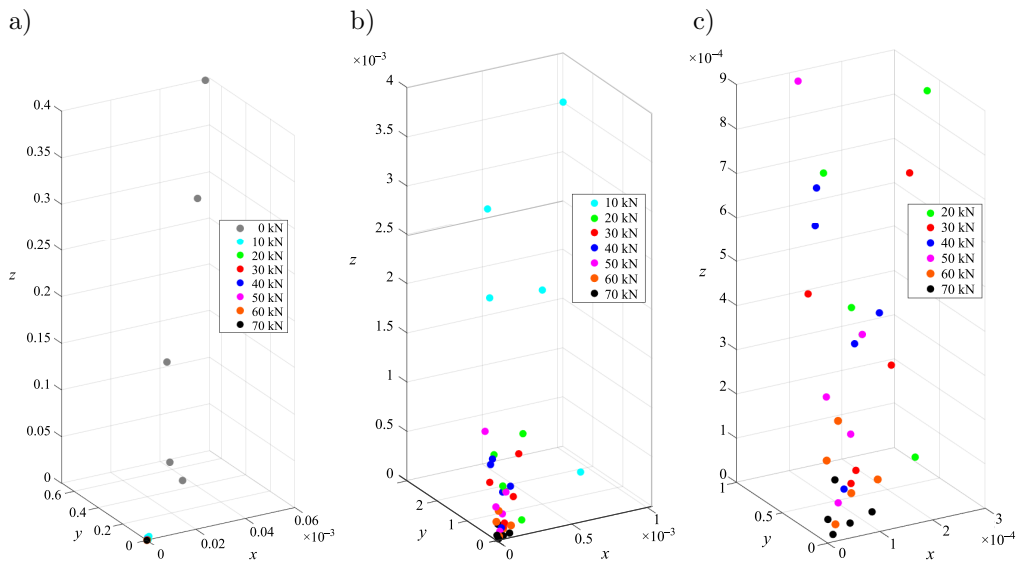 a)
0.4
0.35
0.3
0.25
0.2
0.15
0.1
0.05
0
z
0.6
0.4
0.2
0
y
0
0.02
0.04
0.06
×10⁻³
x
0 kN
10 kN
20 kN
30 kN
40 kN
50 kN
60 kN
70 kN
b)
×10⁻³
4
3.5
3
2.5
2
1.5
1
0.5
0
z
2
1
0
y
0
0.5
1
×10⁻³
x
10 kN
20 kN
30 kN
40 kN
50 kN
60 kN
70 kN
c)
×10⁻⁴
9
8
7
6
5
4
3
2
1
0
z
1
0.5
0
y
0
1
2
3
×10⁻⁴
x
20 kN
30 kN
40 kN
50 kN
60 kN
70 kN